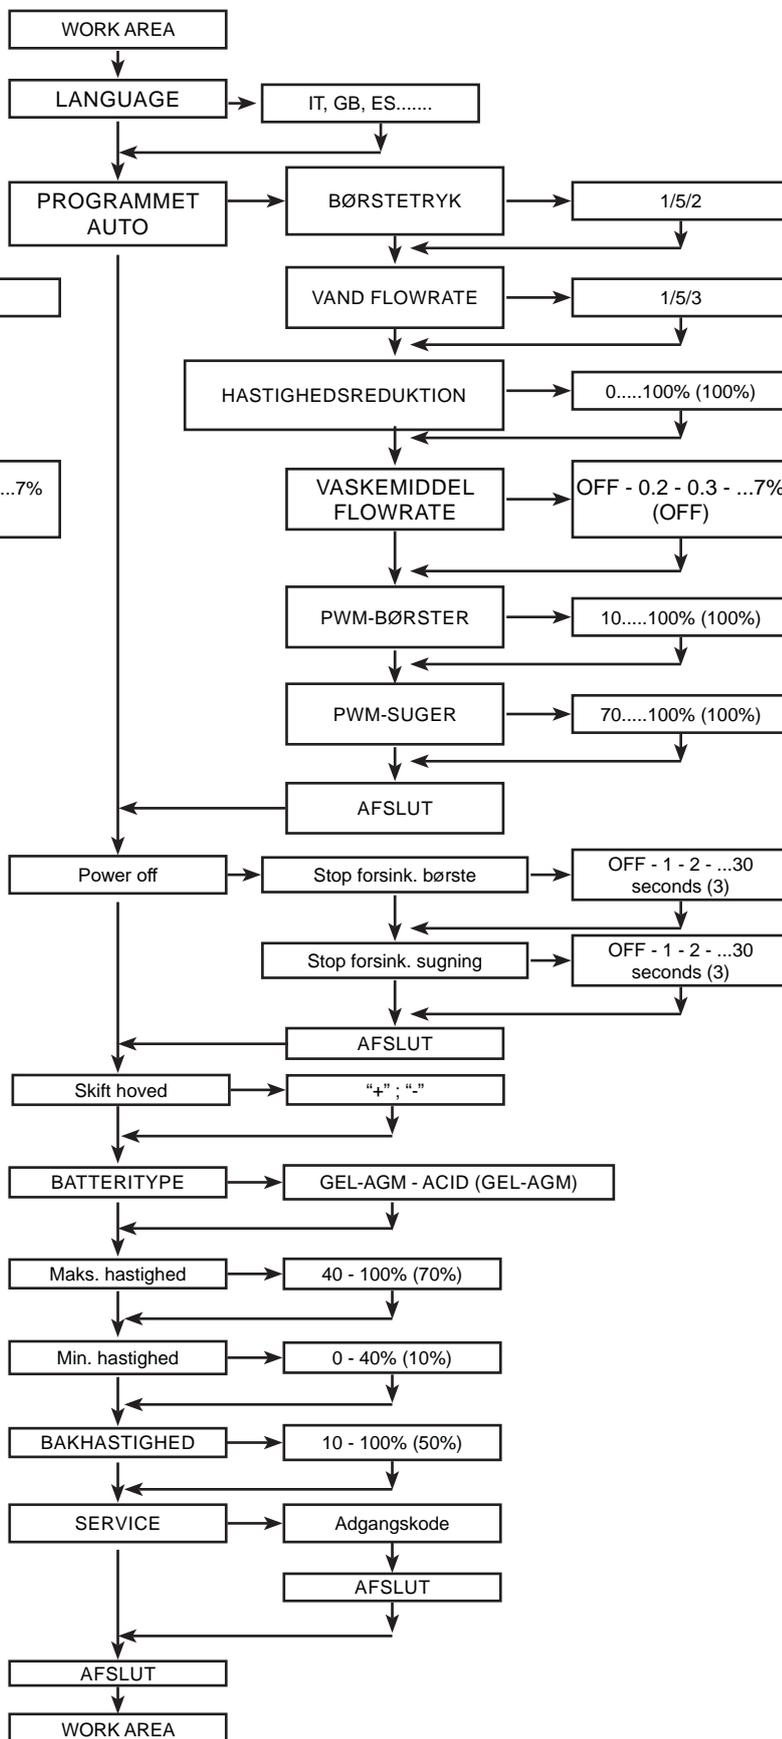 WORK AREA
LANGUAGE
IT, GB, ES.......
PROGRAMMET
AUTO
BØRSTETRYK
1/5/2
VAND FLOWRATE
1/5/3
HASTIGHEDSREDUKTION
0.....100% (100%)
...7%
VASKEMIDDEL
FLOWRATE
OFF - 0.2 - 0.3 - ...7%
(OFF)
PWM-BØRSTER
10.....100% (100%)
PWM-SUGER
70.....100% (100%)
AFSLUT
Power off
Stop forsink. børste
OFF - 1 - 2 - ...30
seconds (3)
Stop forsink. sugning
OFF - 1 - 2 - ...30
seconds (3)
AFSLUT
Skift hoved
“+” ; “-”
BATTERITYPE
GEL-AGM - ACID (GEL-AGM)
Maks. hastighed
40 - 100% (70%)
Min. hastighed
0 - 40% (10%)
BAKHASTIGHED
10 - 100% (50%)
SERVICE
Adgangskode
AFSLUT
AFSLUT
WORK AREA